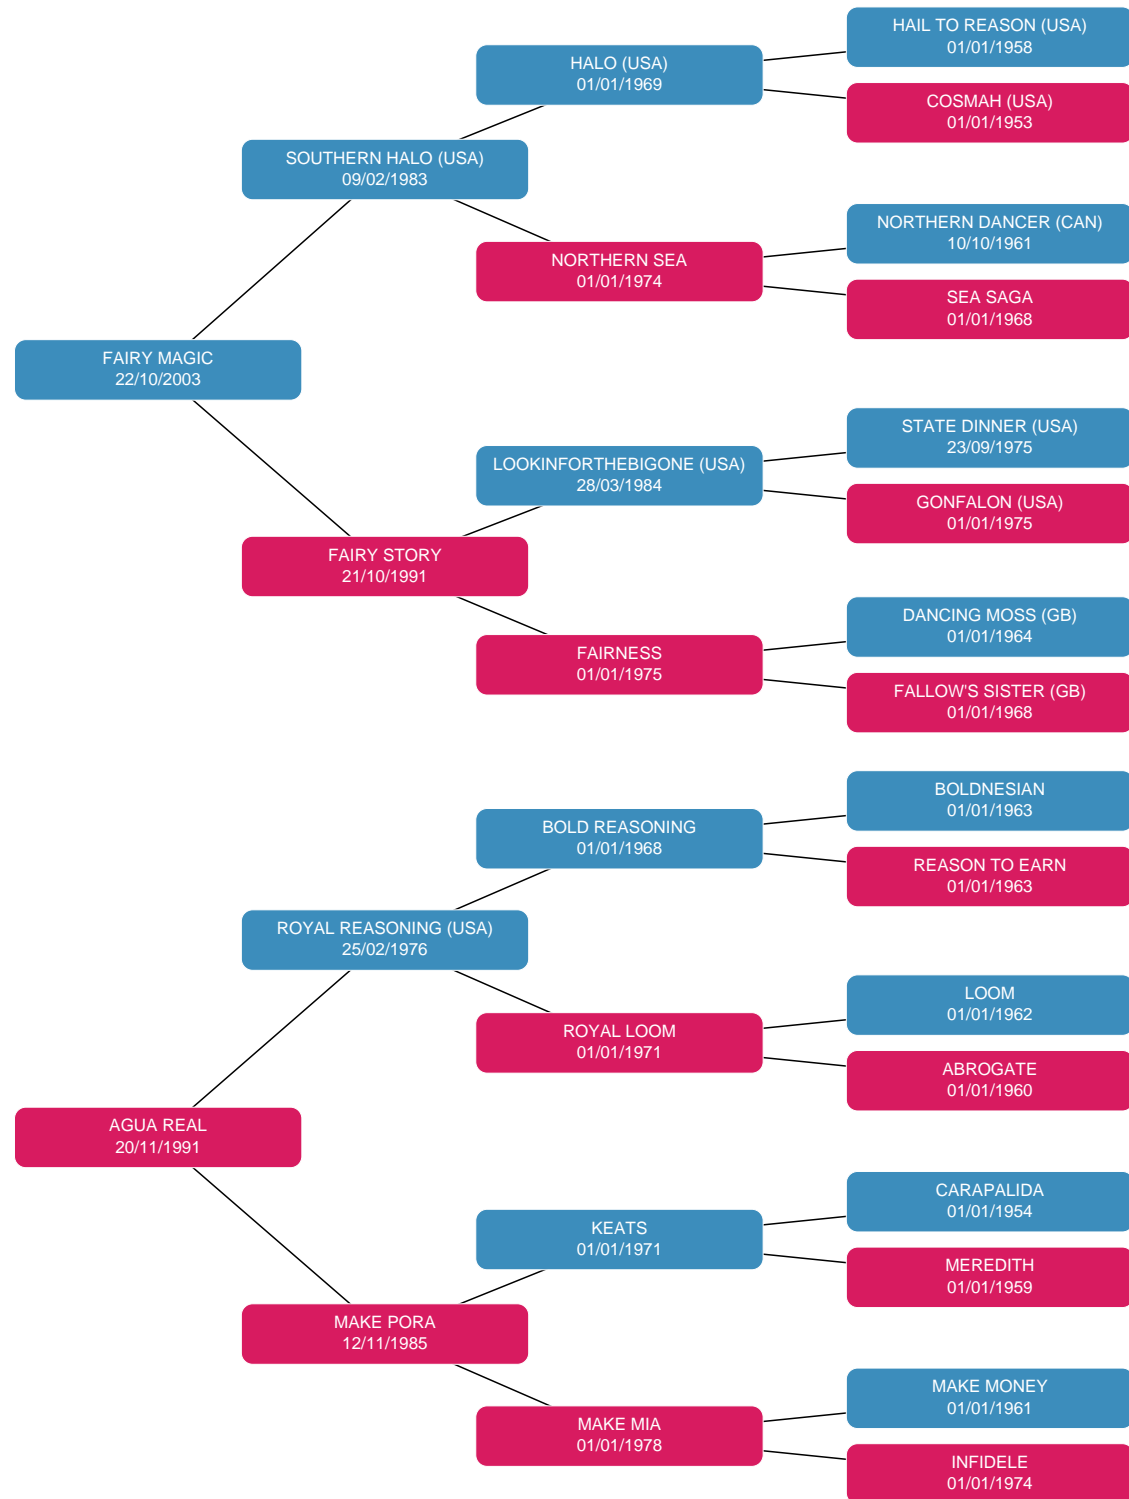 HAIL TO REASON (USA)
01/01/1958
HALO (USA)
01/01/1969
COSMAH (USA)
01/01/1953
SOUTHERN HALO (USA)
09/02/1983
NORTHERN DANCER (CAN)
10/10/1961
NORTHERN SEA
01/01/1974
SEA SAGA
01/01/1968
FAIRY MAGIC
22/10/2003
STATE DINNER (USA)
23/09/1975
LOOKINFORTHEBIGONE (USA)
28/03/1984
GONFALON (USA)
01/01/1975
FAIRY STORY
21/10/1991
DANCING MOSS (GB)
01/01/1964
FAIRNESS
01/01/1975
FALLOW'S SISTER (GB)
01/01/1968
BOLDNESIAN
01/01/1963
BOLD REASONING
01/01/1968
REASON TO EARN
01/01/1963
ROYAL REASONING (USA)
25/02/1976
LOOM
01/01/1962
ROYAL LOOM
01/01/1971
ABROGATE
01/01/1960
AGUA REAL
20/11/1991
CARAPALIDA
01/01/1954
KEATS
01/01/1971
MEREDITH
01/01/1959
MAKE PORA
12/11/1985
MAKE MONEY
01/01/1961
MAKE MIA
01/01/1978
INFIDELE
01/01/1974